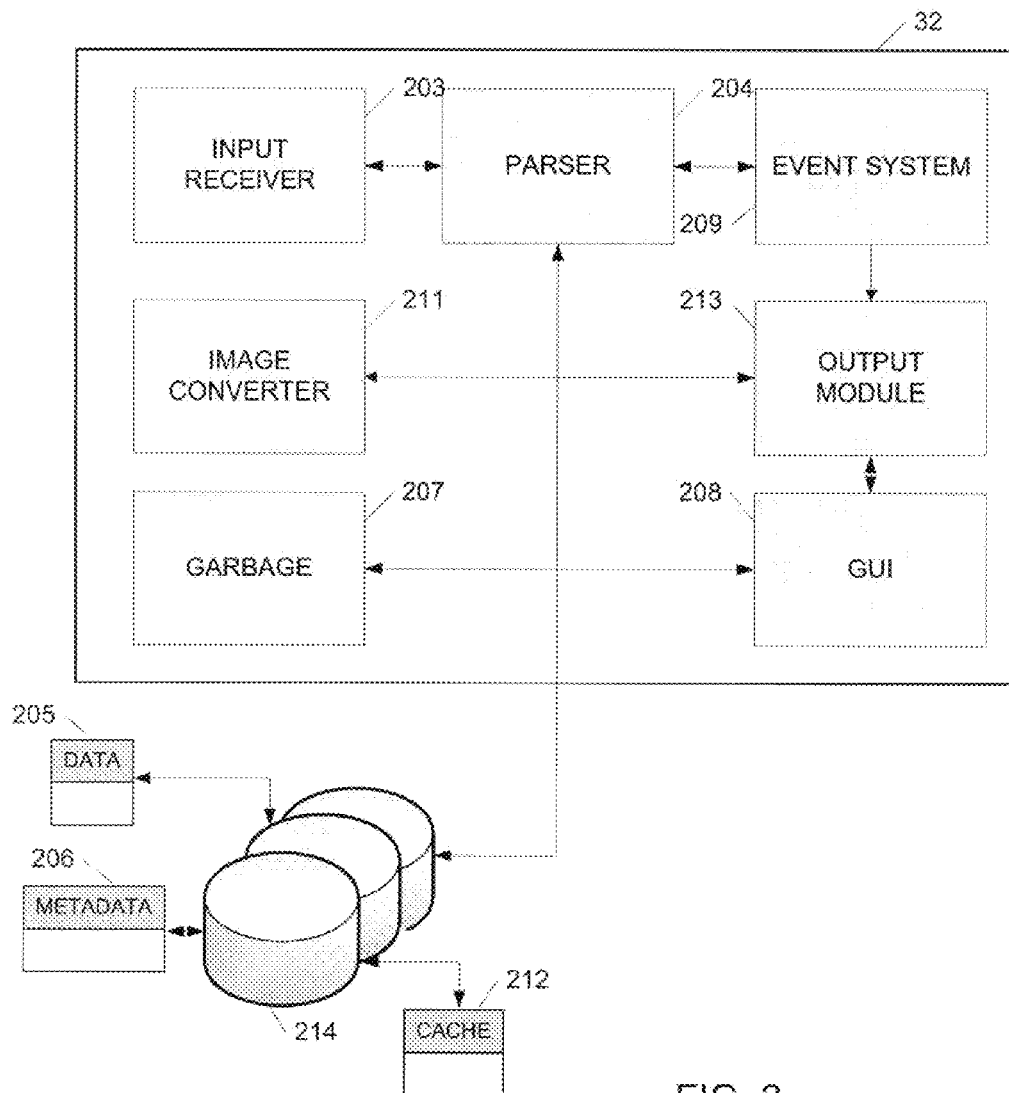 32
203
204
INPUT
RECEIVER
PARSER
EVENT SYSTEM
209
211
213
IMAGE
CONVERTER
OUTPUT
MODULE
207
208
GARBAGE
GUI
205
DATA
206
METADATA
212
214
CACHE